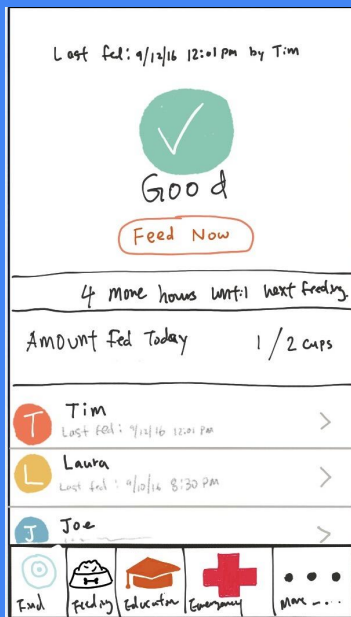 Last fed: 9/12/16 12:01 pm by Tim
Good
Feed Now
4 more hours until next feeding.
Amount Fed Today 1/2 cups
T Tim
Last fed: 9/12/16 12:01 PM
L Laura
Last fed: 9/10/16 8:30 PM
J Joe
Feeding Education Emergency More ....